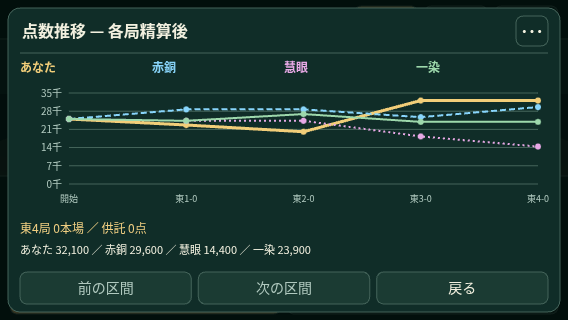 点数推移 — 各局精算後
…
あなた 赤銅 慧眼 一染
35千
28千
21千
14千
7千
0千
開始 東1-0 東2-0 東3-0 東4-0
東4局 0本場 ／ 供託 0点
あなた 32,100 ／ 赤銅 29,600 ／ 慧眼 14,400 ／ 一染 23,900
前の区間 次の区間 戻る